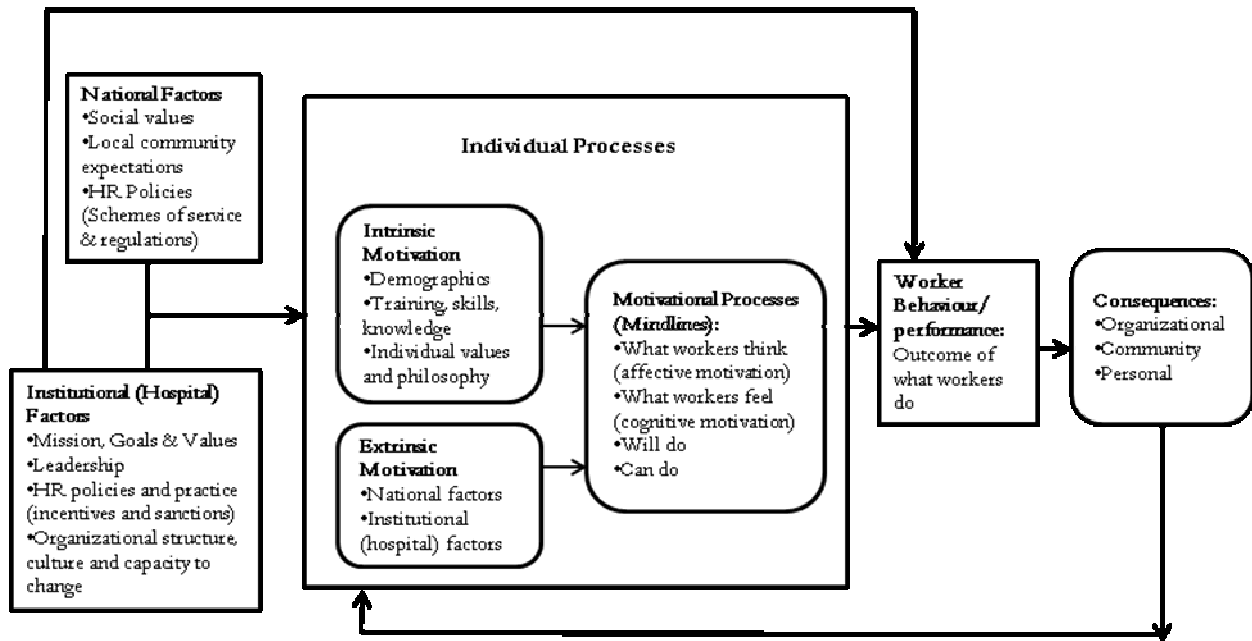 National Factors
•Social values
•Local community
expectations
•HR Policies
(Schemes of service
& regulations)
Institutional (Hospital)
Factors
•Mission, Goals & Values
•Leadership
•HR policies and practice
(incentives and sanctions)
•Organizational structure,
culture and capacity to
change
Individual Processes
Intrinsic
Motivation
•Demographics
•Training, skills,
knowledge
•Individual values
and philosophy
Extrinsic
Motivation
•National factors
•Institutional
(hospital) factors
Motivational Processes
(Mindlines):
•What workers think
(affective motivation)
•What workers feel
(cognitive motivation)
•Will do
•Can do
Worker
Behaviour/
performance:
Outcome of
what workers
do
Consequences:
•Organizational
•Community
•Personal